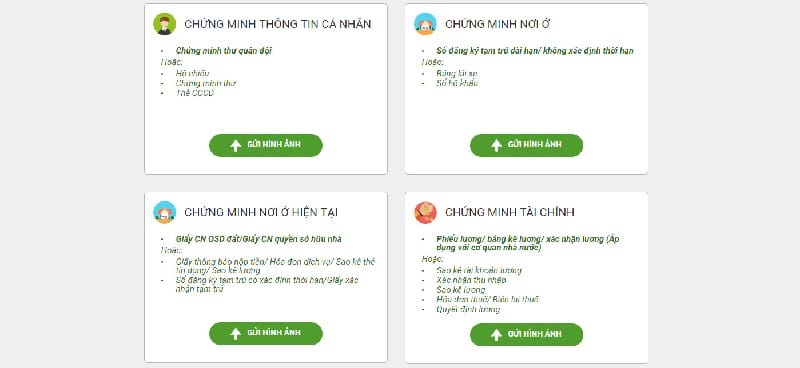 CHỨNG MINH THÔNG TIN CÁ NHÂN
Chứng minh thư quân đội
Hoặc:
Hộ chiếu
Chứng minh thư
Thẻ CCCD
GỬI HÌNH ẢNH
CHỨNG MINH NƠI Ở
Sổ đăng ký tạm trú dài hạn/ không xác định thời hạn
Hoặc:
Bằng lái xe
Sổ hộ khẩu
GỬI HÌNH ẢNH
CHỨNG MINH NƠI Ở HIỆN TẠI
Giấy CN QSD đất/Giấy CN quyền sở hữu nhà
Hoặc:
Giấy thông báo nộp tiền/ Hóa đơn dịch vụ/ Sao kê thẻ
tín dụng/ Sao kê lương
Sổ đăng ký tạm trú có xác định thời hạn/Giấy xác
nhận tạm trú
GỬI HÌNH ẢNH
CHỨNG MINH TÀI CHÍNH
Phiếu lương/ bảng kê lương/ xác nhận lương (Áp
dụng với cơ quan nhà nước)
Hoặc:
Sao kê tài khoản lương
Xác nhận thu nhập
Sao kê lương
Hóa đơn thuế/ Biên lai thuế
Quyết định lương
GỬI HÌNH ẢNH